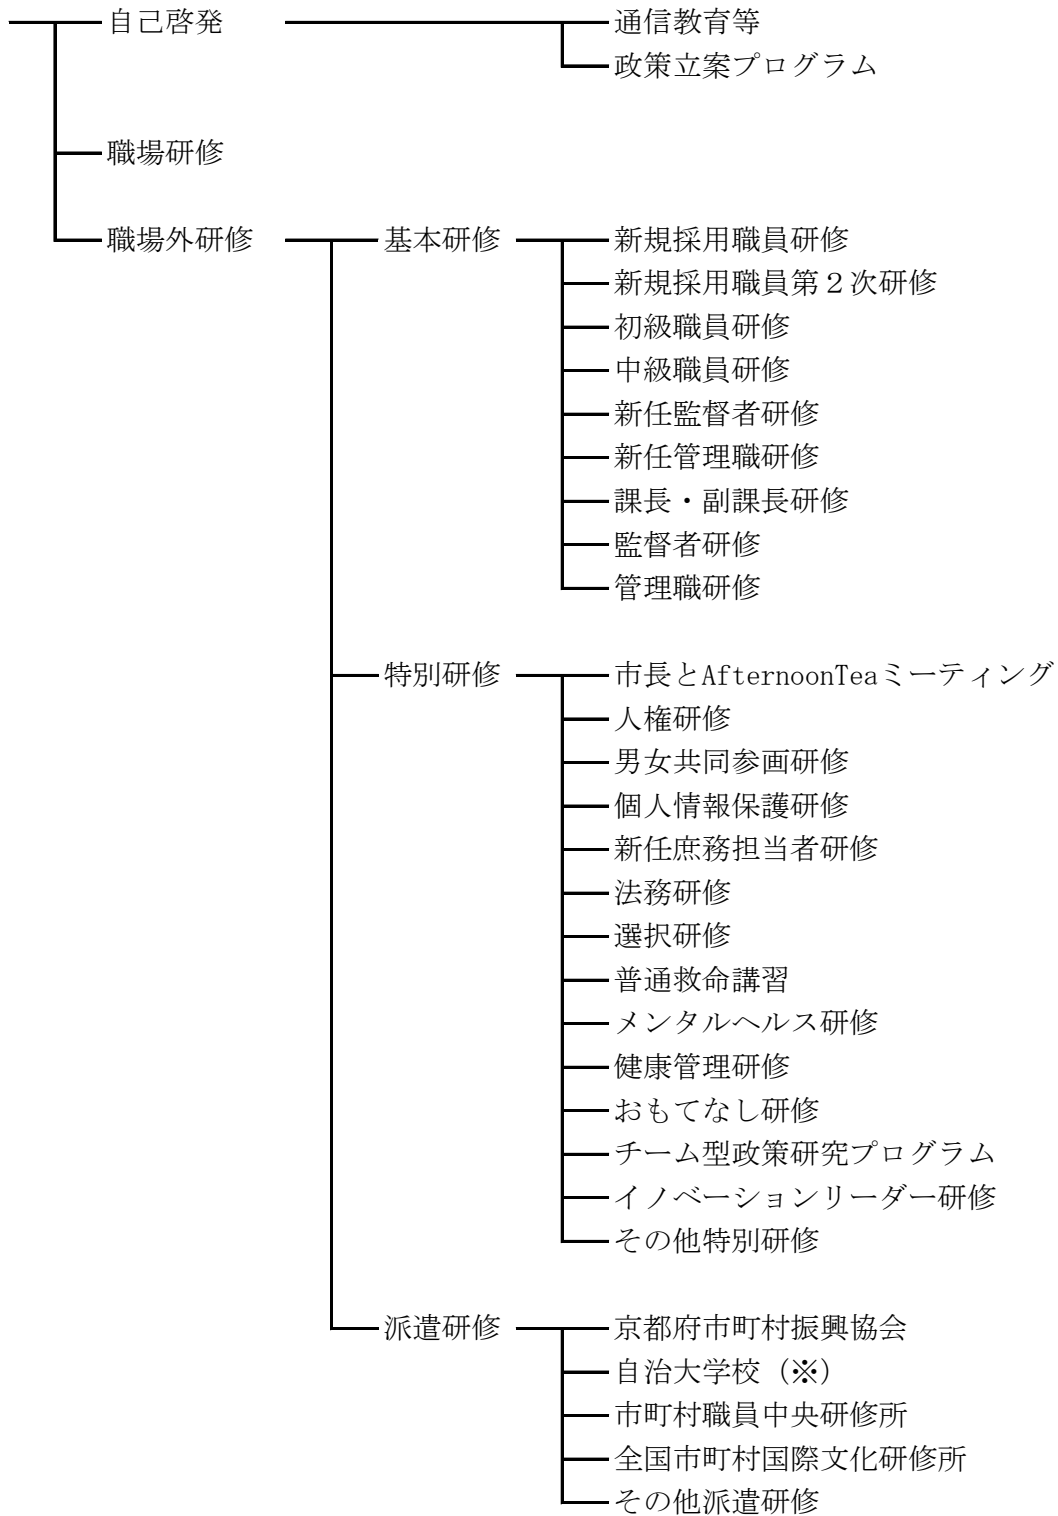 自己啓発 通信教育等
政策立案プログラム
職場研修
職場外研修 基本研修 新規採用職員研修
新規採用職員第２次研修
初級職員研修
中級職員研修
新任監督者研修
新任管理職研修
課長・副課長研修
監督者研修
管理職研修
特別研修 市長とAfternoonTeaミーティング
人権研修
男女共同参画研修
個人情報保護研修
新任庶務担当者研修
法務研修
選択研修
普通救命講習
メンタルヘルス研修
健康管理研修
おもてなし研修
チーム型政策研究プログラム
イノベーションリーダー研修
その他特別研修
派遣研修 京都府市町村振興協会
自治大学校（※）
市町村職員中央研修所
全国市町村国際文化研修所
その他派遣研修